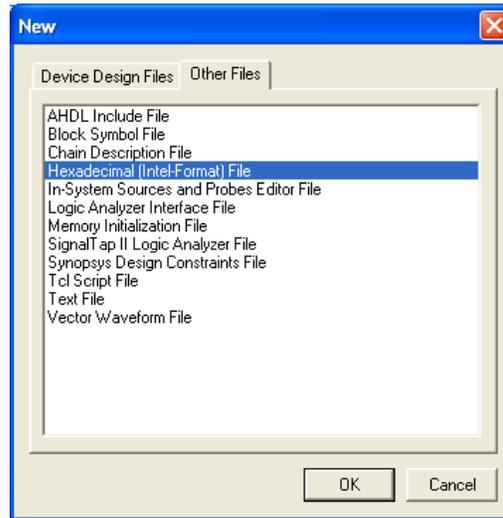 New
Device Design Files
Other Files
AHDL Include File
Block Symbol File
Chain Description File
Hexadecimal (Intel-Format) File
In-System Sources and Probes Editor File
Logic Analyzer Interface File
Memory Initialization File
SignalTap II Logic Analyzer File
Synopsys Design Constraints File
Tcl Script File
Text File
Vector Waveform File
OK
Cancel